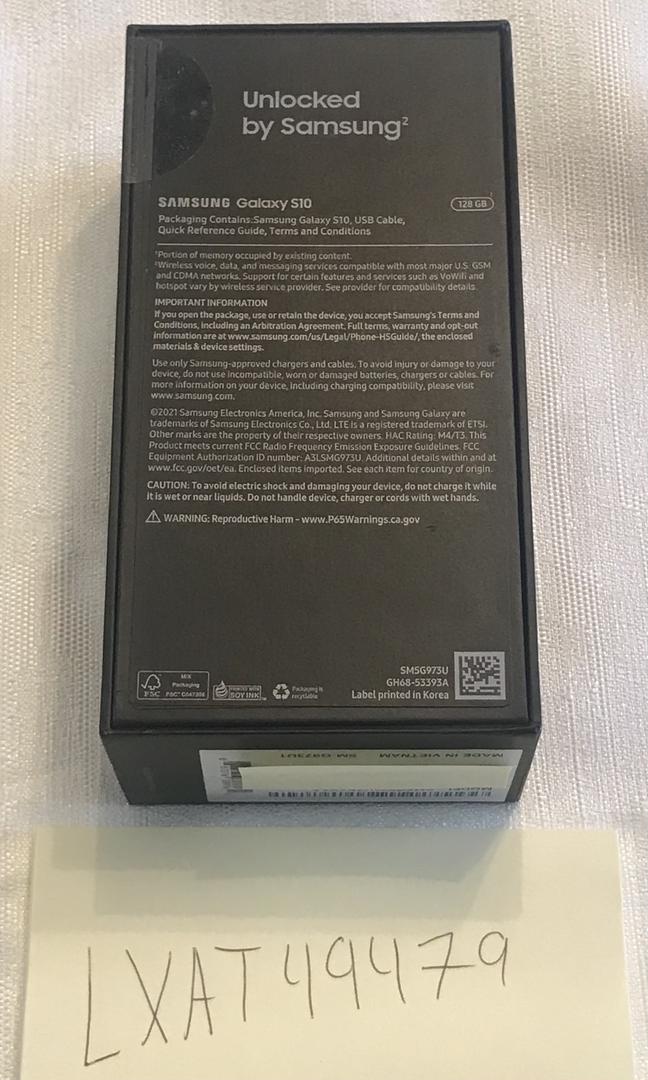 Unlocked
by Samsung²
SAMSUNG Galaxy S10 128 GB
Packaging Contains:Samsung Galaxy S10, USB Cable,
Quick Reference Guide, Terms and Conditions
¹Portion of memory occupied by existing content.
²Wireless voice, data, and messaging services compatible with most major U.S. GSM
and CDMA networks. Support for certain features and services such as VoWifi and
hotspot vary by wireless service provider. See provider for compatibility details.
IMPORTANT INFORMATION
If you open the package, use or retain the device, you accept Samsung's Terms and
Conditions, including an Arbitration Agreement. Full terms, warranty and opt-out
information are at www.samsung.com/us/Legal/Phone-HSGuide/, the enclosed
materials & device settings.
Use only Samsung-approved chargers and cables. To avoid injury or damage to your
device, do not use incompatible, worn or damaged batteries, chargers or cables. For
more information on your device, including charging compatibility, please visit
www.samsung.com.
©2021 Samsung Electronics America, Inc. Samsung and Samsung Galaxy are
trademarks of Samsung Electronics Co., Ltd. LTE is a registered trademark of ETSI.
Other marks are the property of their respective owners. HAC Rating: M4/T3. This
Product meets current FCC Radio Frequency Emission Exposure Guidelines. FCC
Equipment Authorization ID number: A3LSMG973U. Additional details within and at
www.fcc.gov/oet/ea. Enclosed items imported. See each item for country of origin.
CAUTION: To avoid electric shock and damaging your device, do not charge it while
it is wet or near liquids. Do not handle device, charger or cords with wet hands.
WARNING: Reproductive Harm - www.P65Warnings.ca.gov
SM5G973U
GH68-53393A
Label printed in Korea
FSC
MIX
Packaging
FSC® C047304
PRINTED WITH
SOY INK™
Packaging is
recyclable
MADE IN VIETNAM SM G973U1
MODEL
LXAT49479